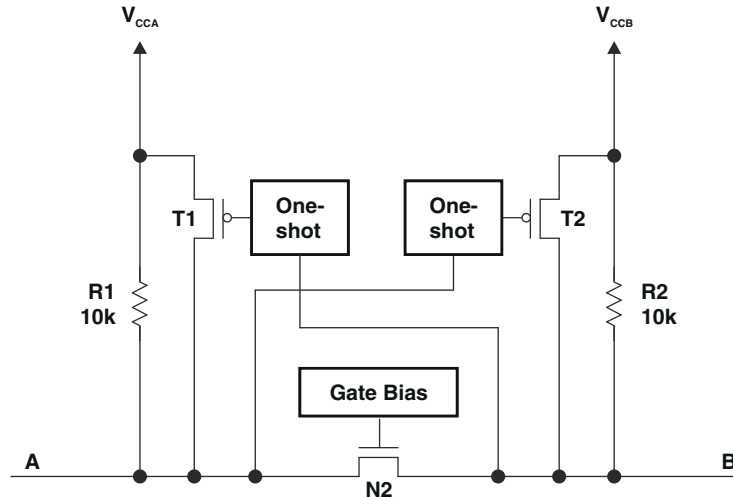 VCCA
VCCB
T1
One-
shot
One-
shot
T2
R1
10k
R2
10k
Gate Bias
A
B
N2